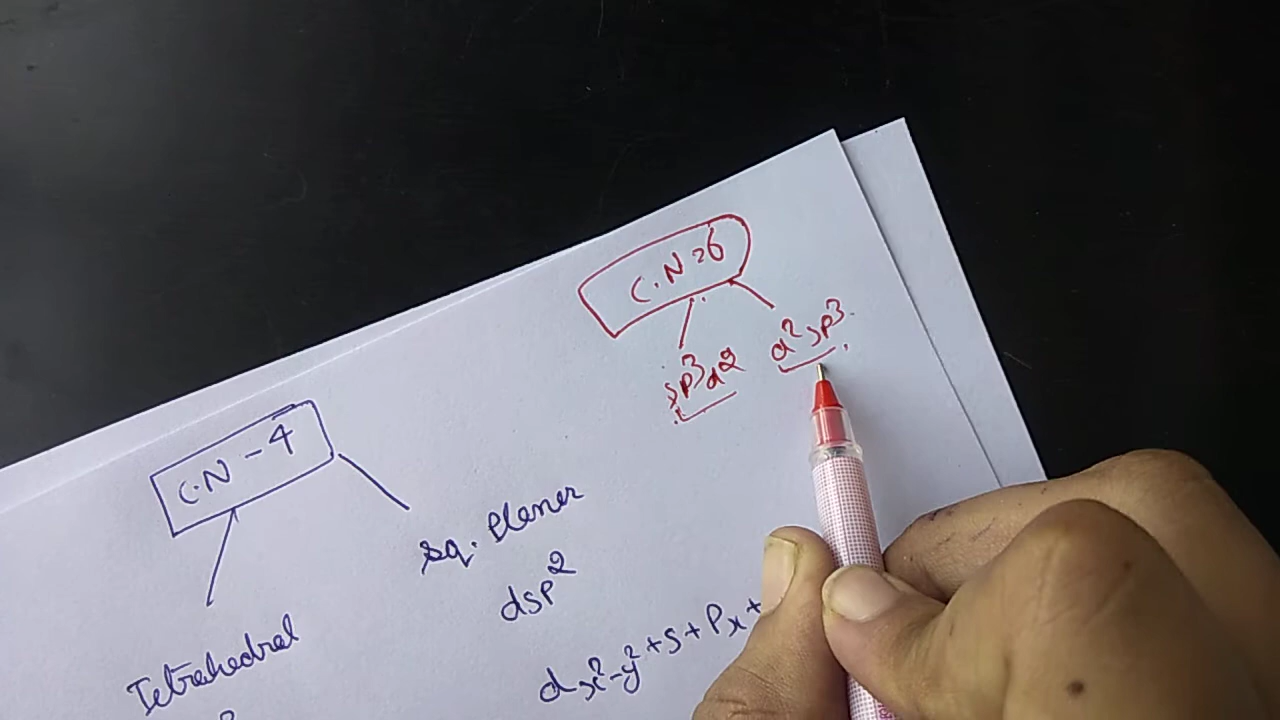 C.N=6
sp³d² d²sp³.
C.N-4
sq. Planer
dsp²
Tetrahedral
dx²-y²+s+Px+